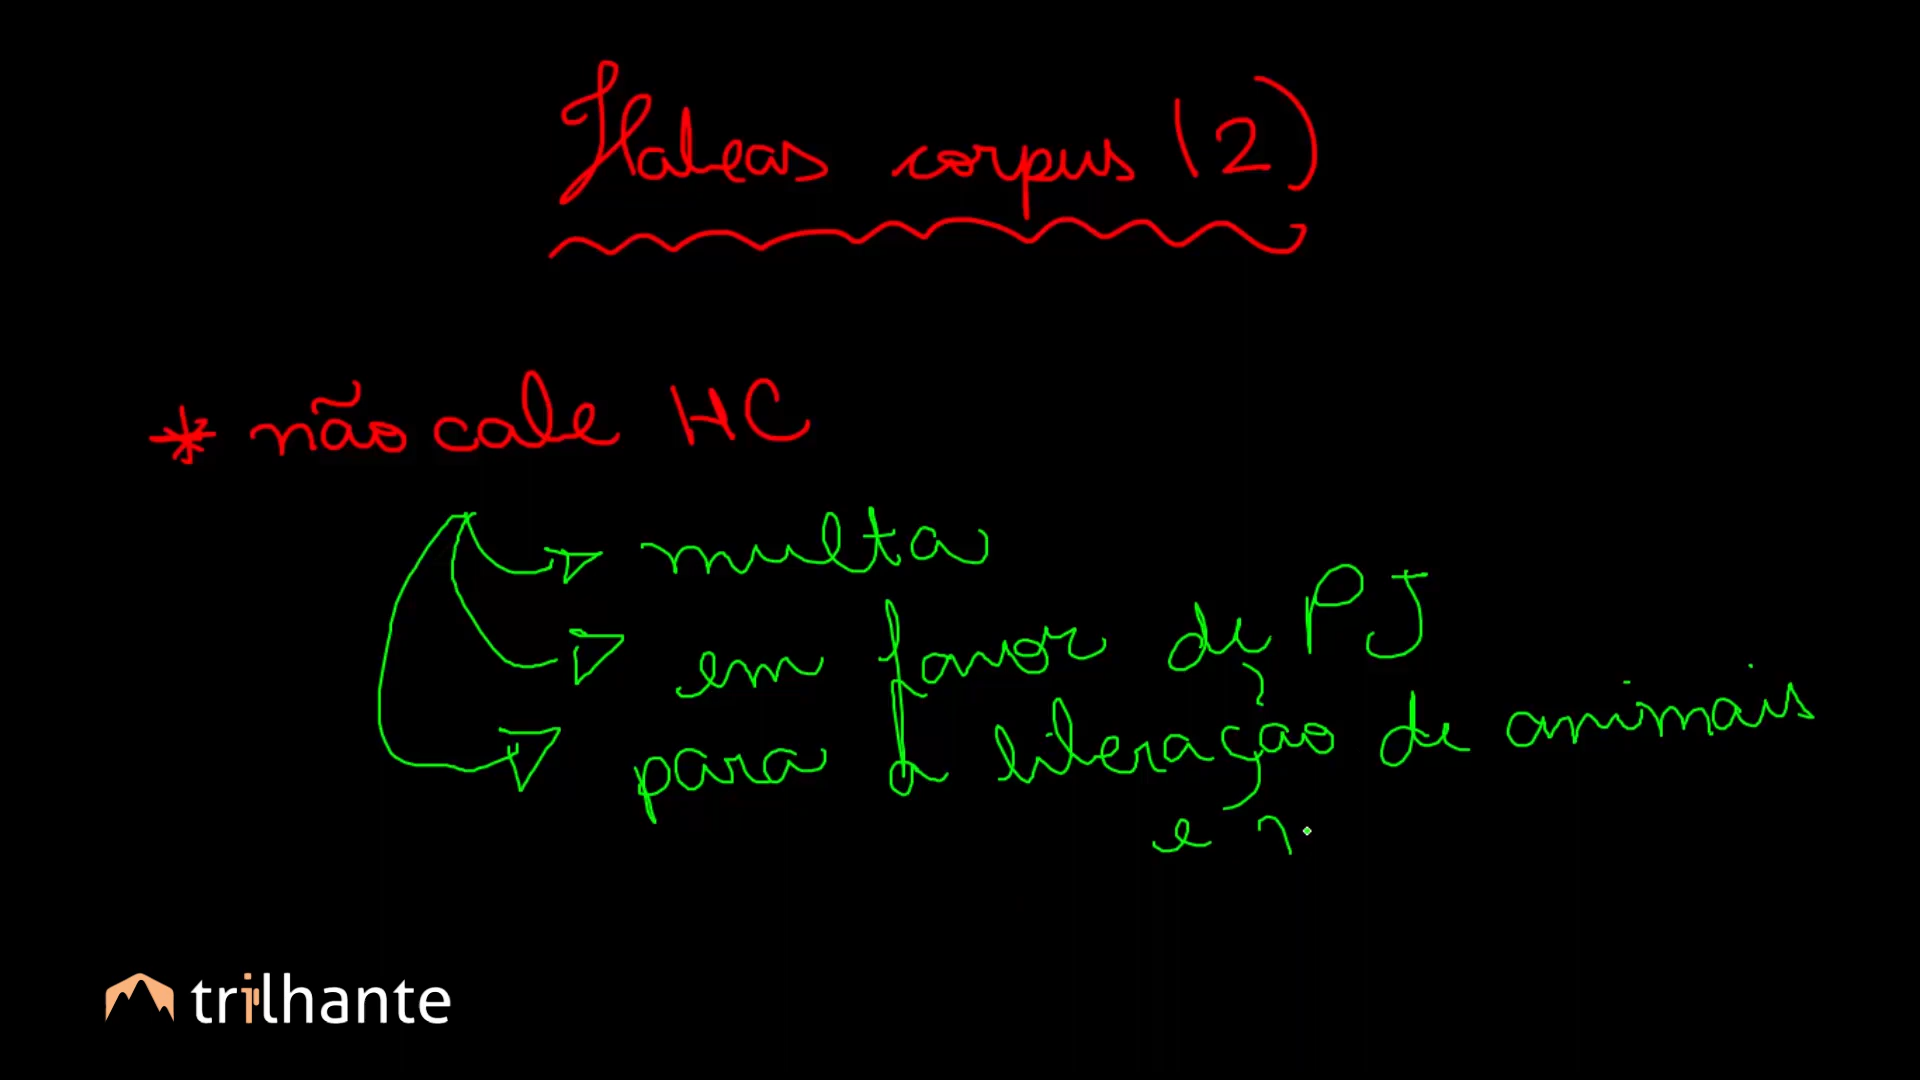 Habeas corpus (2)
* não cabe HC
multa
em favor de PJ
para a liberação de animais
e
trilhante